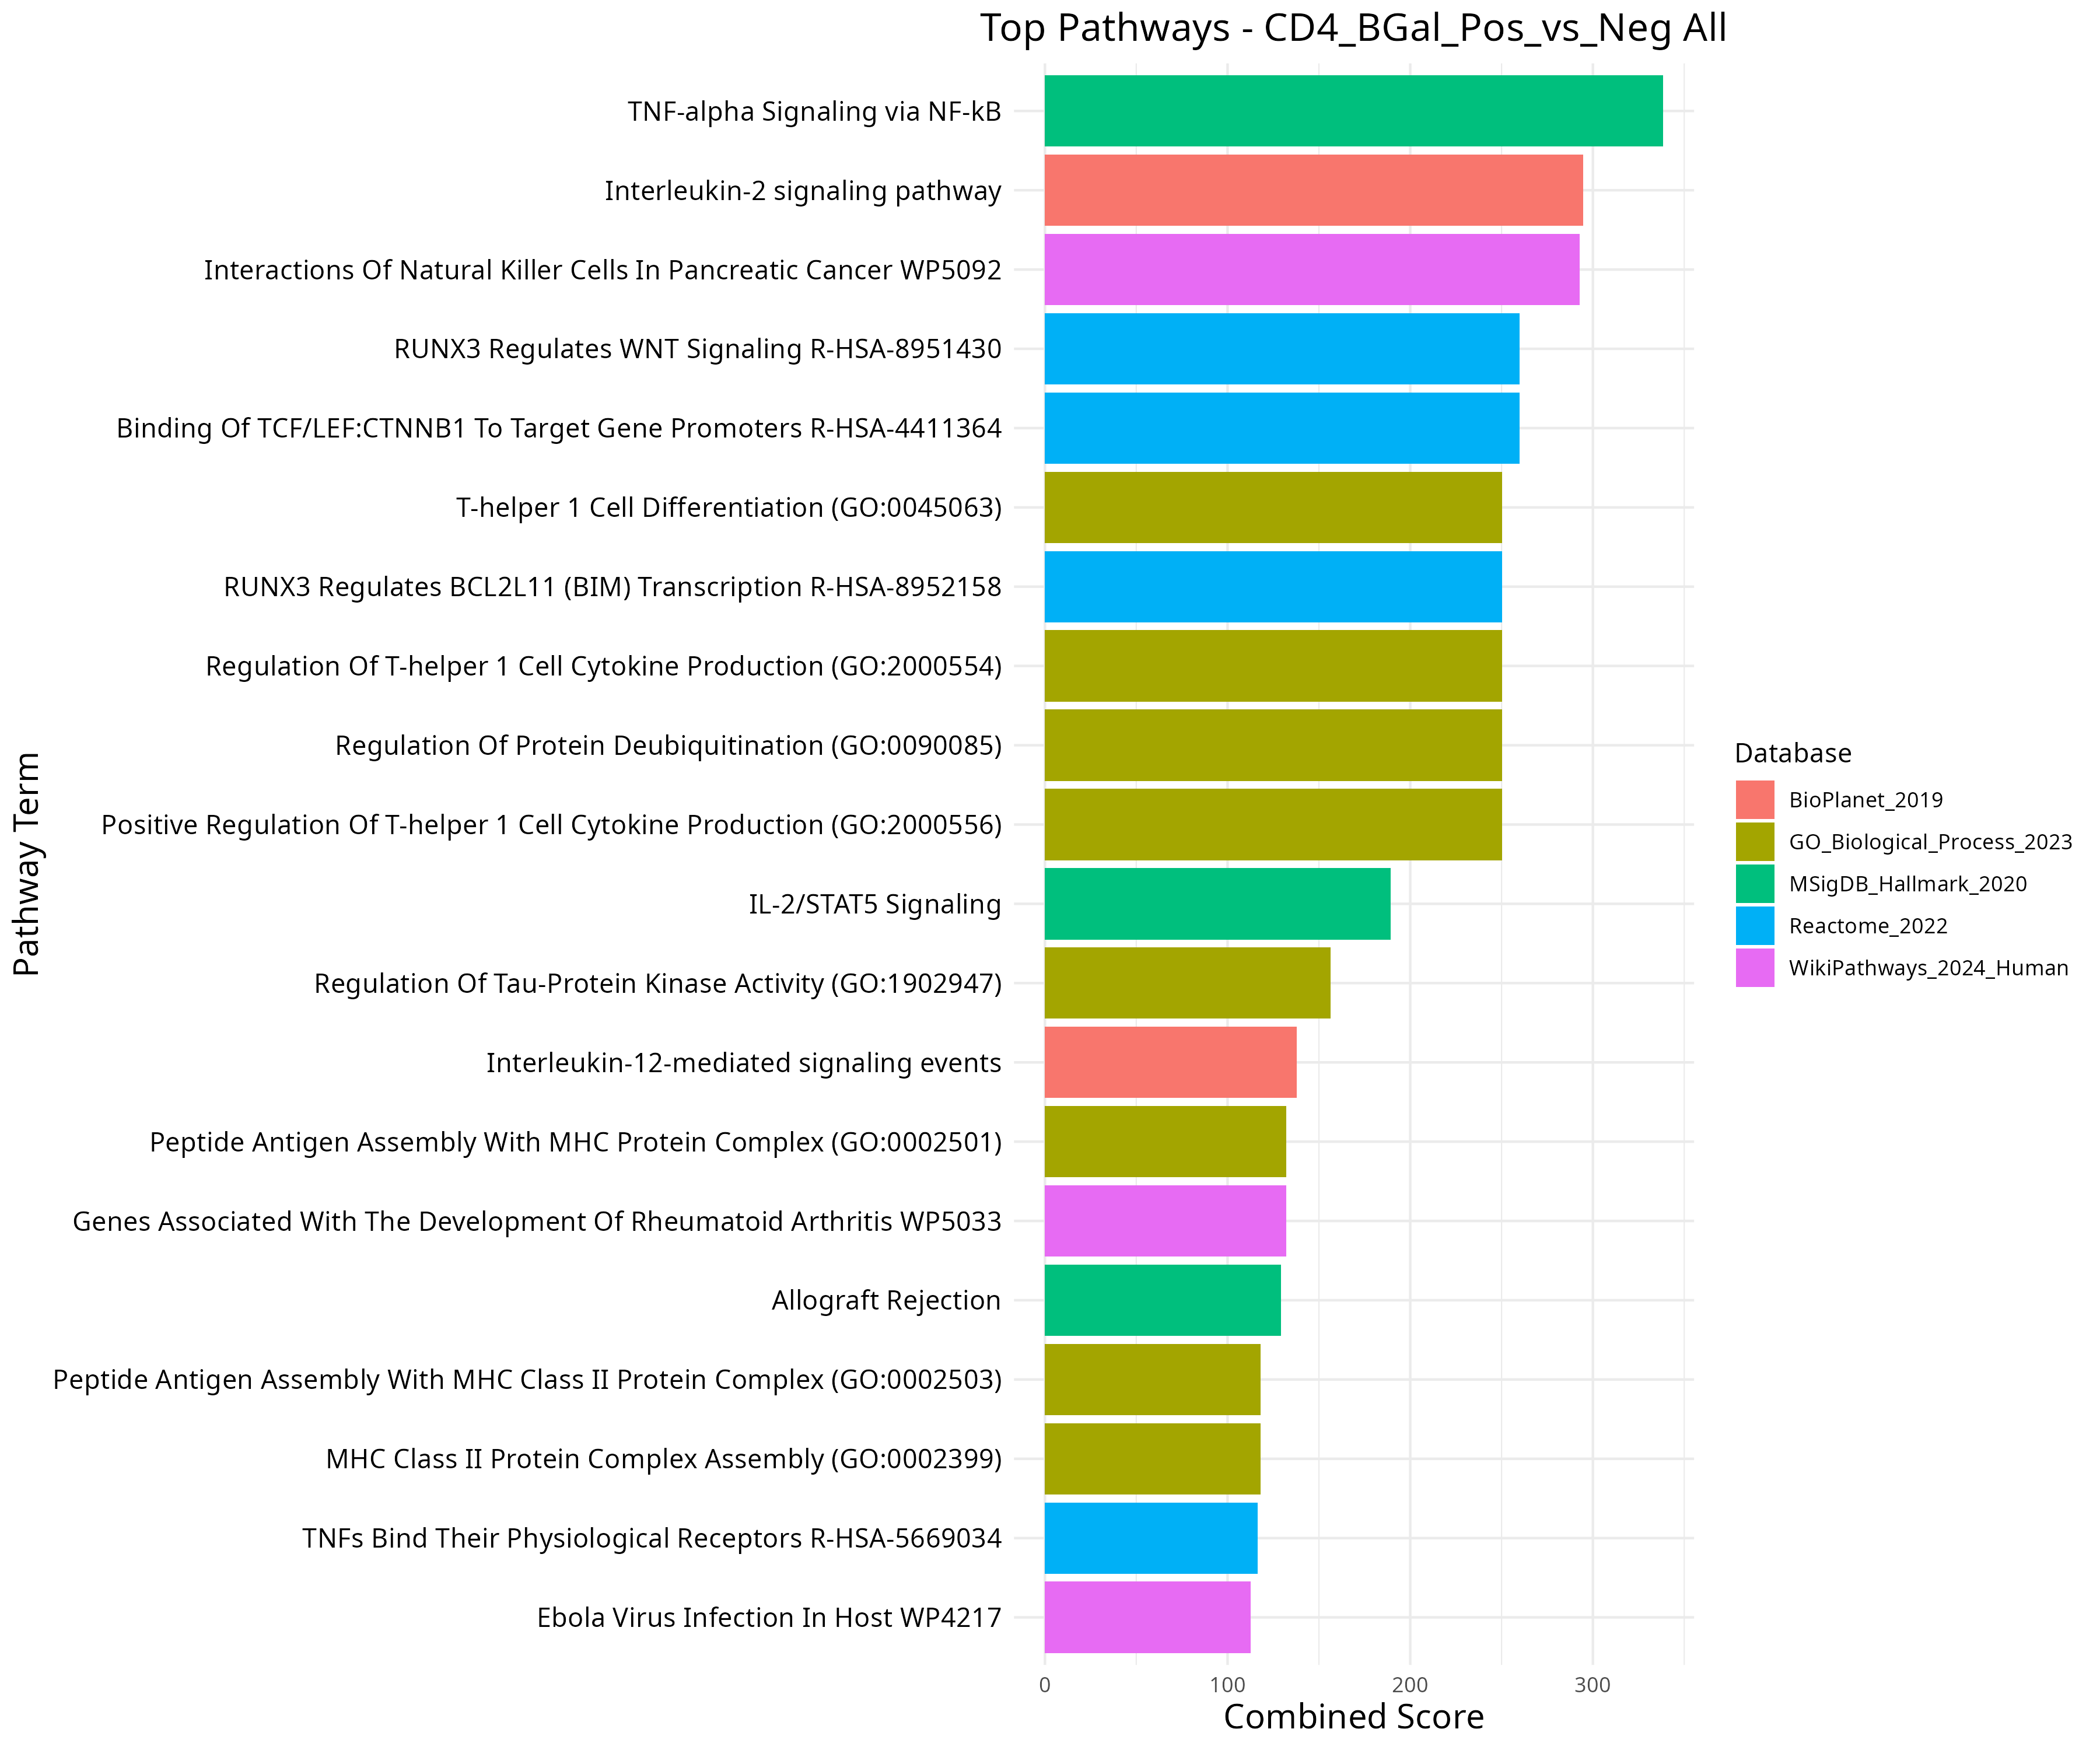 Top Pathways - CD4_BGal_Pos_vs_Neg All
Pathway Term
TNF-alpha Signaling via NF-kB
Interleukin-2 signaling pathway
Interactions Of Natural Killer Cells In Pancreatic Cancer WP5092
RUNX3 Regulates WNT Signaling R-HSA-8951430
Binding Of TCF/LEF:CTNNB1 To Target Gene Promoters R-HSA-4411364
T-helper 1 Cell Differentiation (GO:0045063)
RUNX3 Regulates BCL2L11 (BIM) Transcription R-HSA-8952158
Regulation Of T-helper 1 Cell Cytokine Production (GO:2000554)
Regulation Of Protein Deubiquitination (GO:0090085)
Positive Regulation Of T-helper 1 Cell Cytokine Production (GO:2000556)
IL-2/STAT5 Signaling
Regulation Of Tau-Protein Kinase Activity (GO:1902947)
Interleukin-12-mediated signaling events
Peptide Antigen Assembly With MHC Protein Complex (GO:0002501)
Genes Associated With The Development Of Rheumatoid Arthritis WP5033
Allograft Rejection
Peptide Antigen Assembly With MHC Class II Protein Complex (GO:0002503)
MHC Class II Protein Complex Assembly (GO:0002399)
TNFs Bind Their Physiological Receptors R-HSA-5669034
Ebola Virus Infection In Host WP4217
0 100 200 300
Combined Score
Database
BioPlanet_2019
GO_Biological_Process_2023
MSigDB_Hallmark_2020
Reactome_2022
WikiPathways_2024_Human